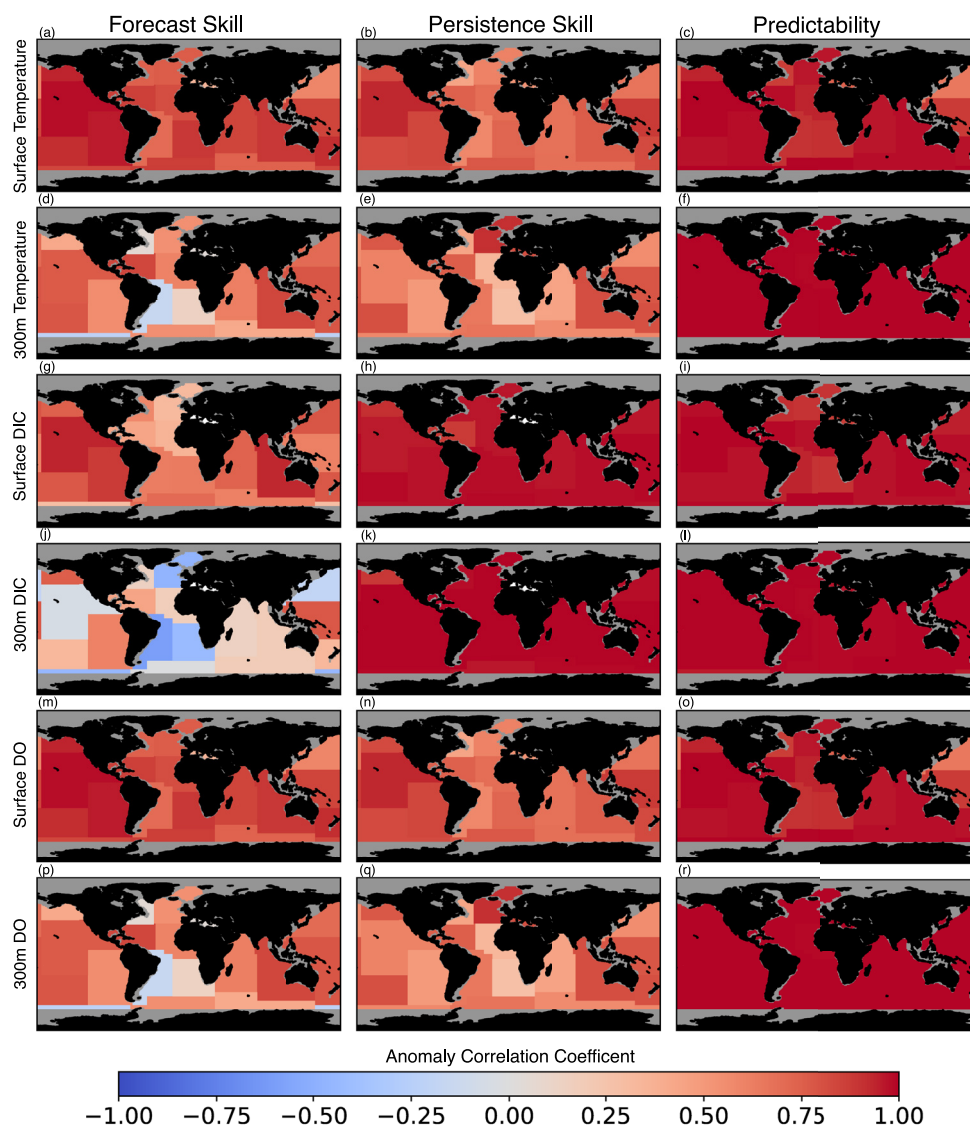 Forecast Skill Persistence Skill Predictability
(a) (b) (c)
Surface Temperature
(d) (e) (f)
300m Temperature
(g) (h) (i)
Surface DIC
(j) (k) (l)
300m DIC
(m) (n) (o)
Surface DO
(p) (q) (r)
300m DO
Anomaly Correlation Coefficent
−1.00 −0.75 −0.50 −0.25 0.00 0.25 0.50 0.75 1.00